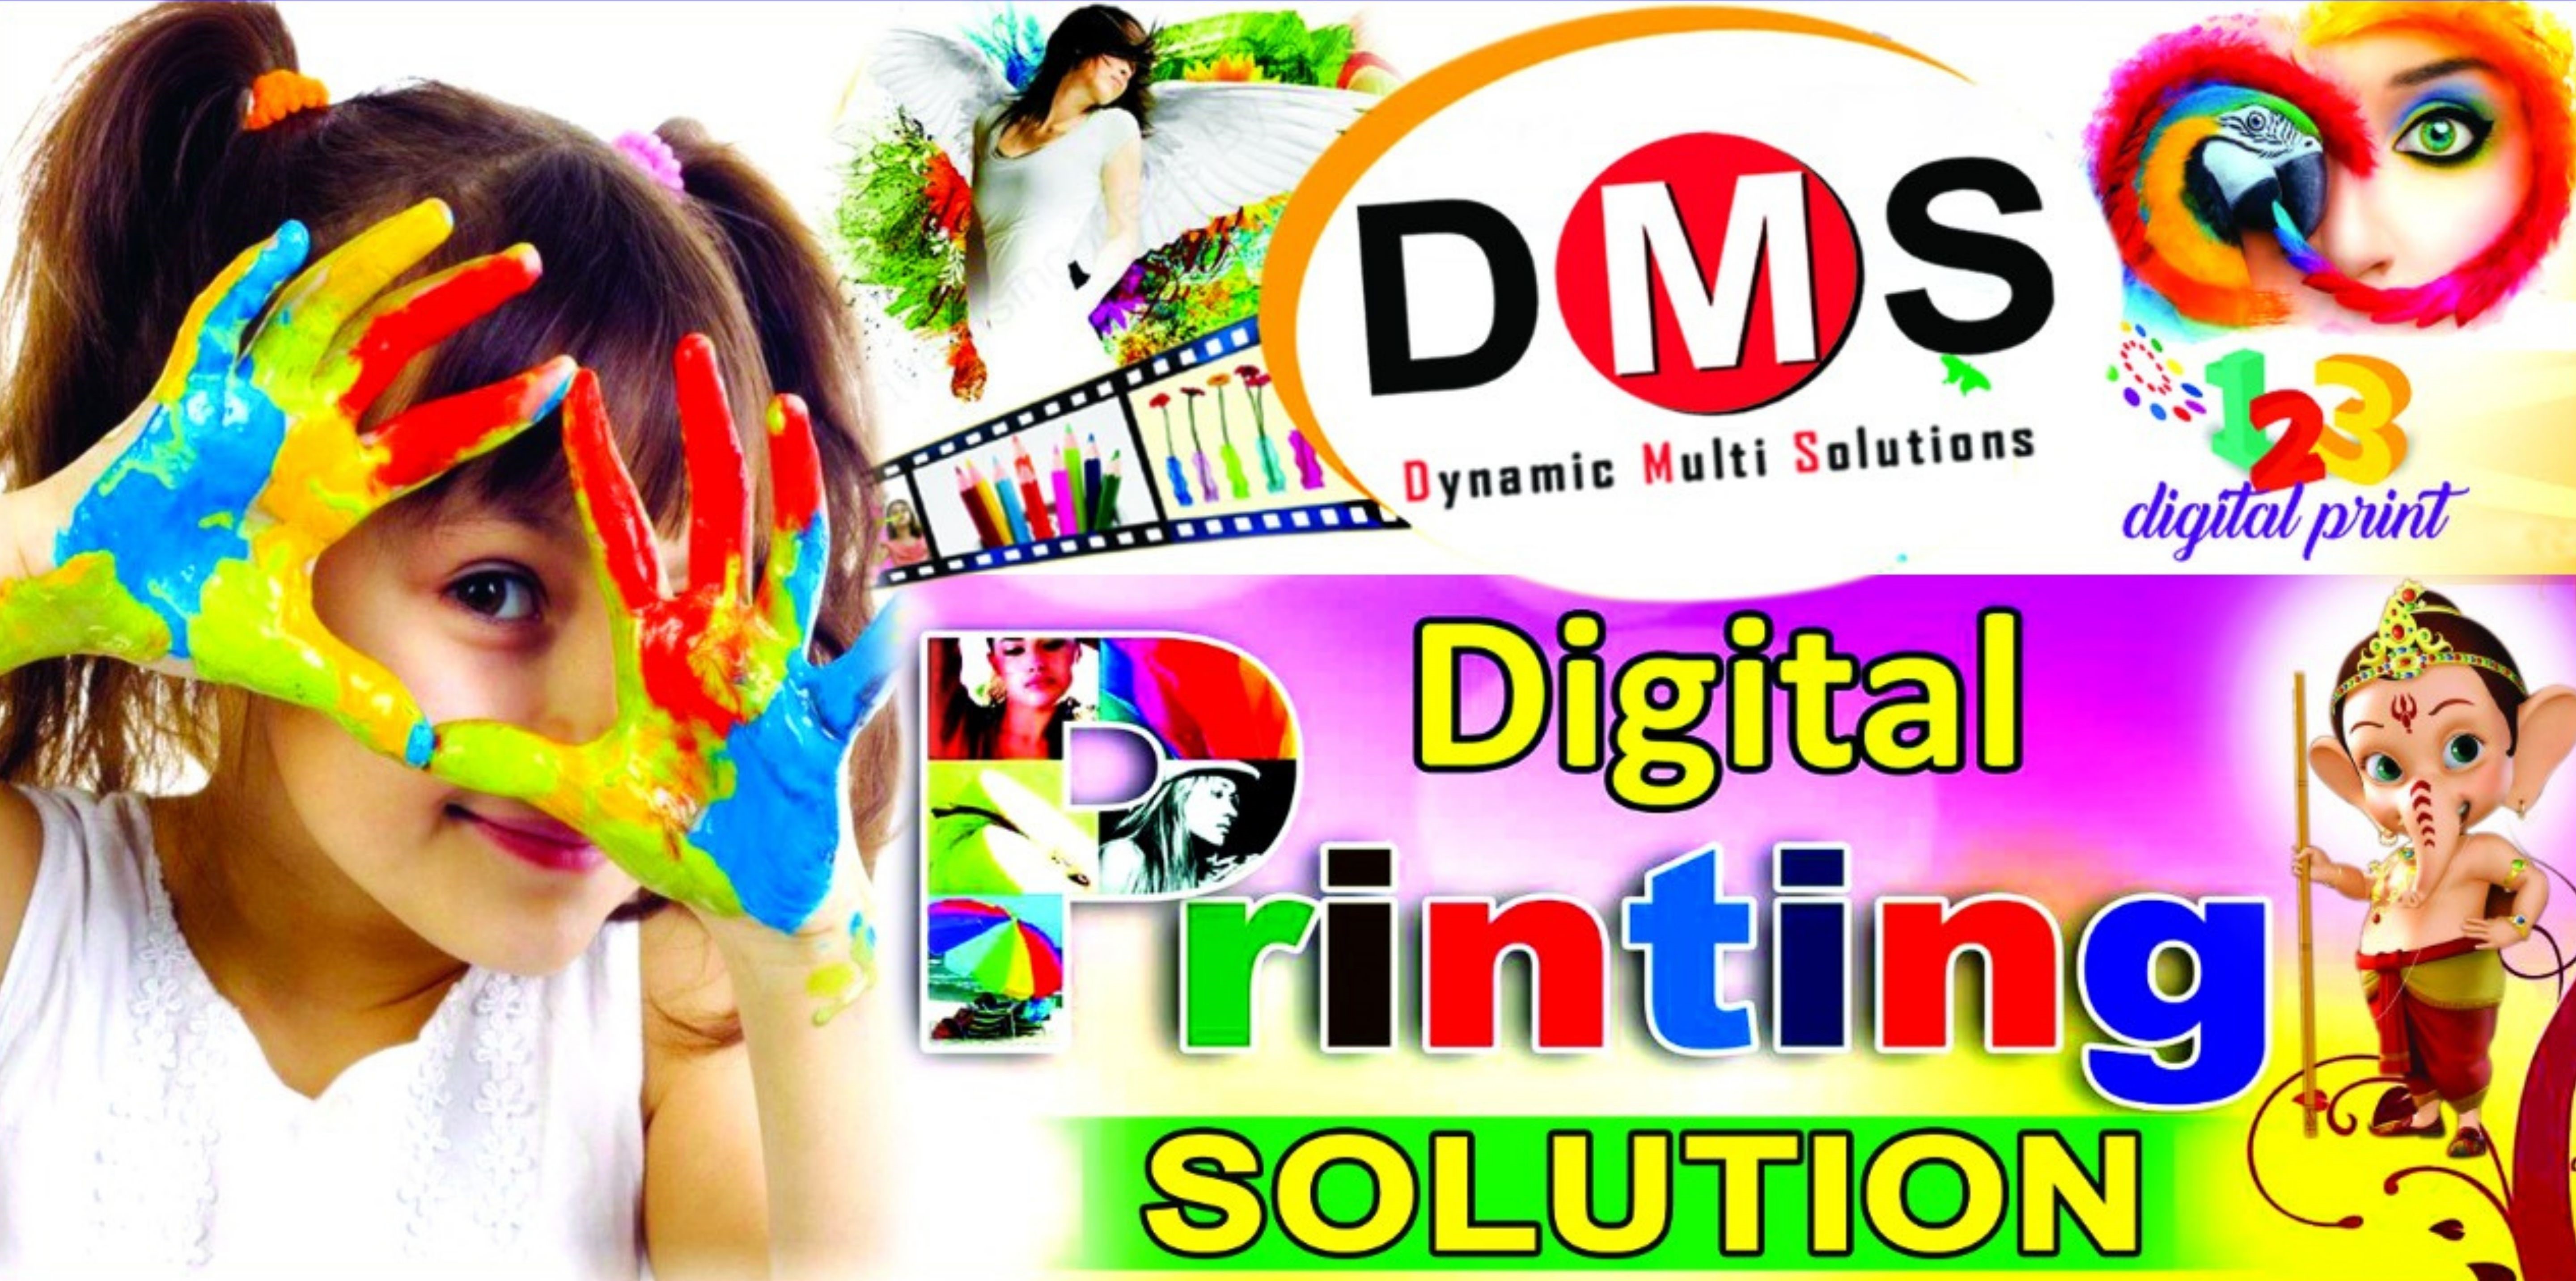 DMS
Dynamic Multi Solutions
123
digital print
Digital
Printing
SOLUTION